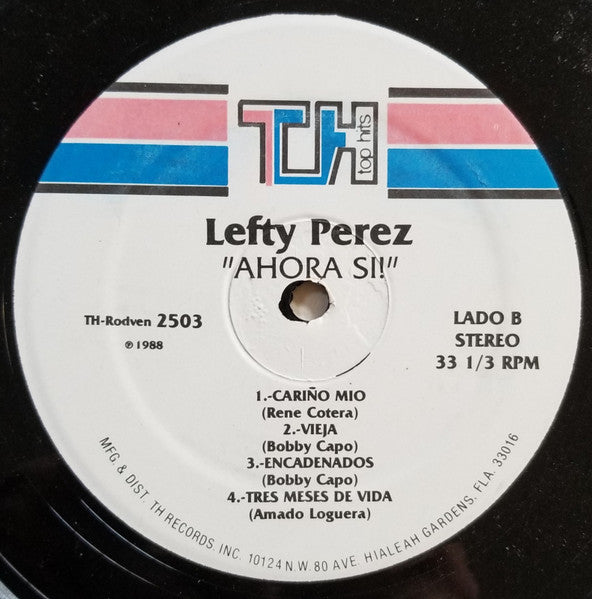 TH
top hits
Lefty Perez
"AHORA SI!"
TH-Rodven 2503
℗ 1988
LADO B
STEREO
33 1/3 RPM
1.-CARIÑO MIO
(Rene Cotera)
2.-VIEJA
(Bobby Capo)
3.-ENCADENADOS
(Bobby Capo)
4.-TRES MESES DE VIDA
(Amado Loguera)
MFG & DIST. TH RECORDS, INC. 10124 N.W. 80 AVE. HIALEAH GARDENS, FLA. 33016